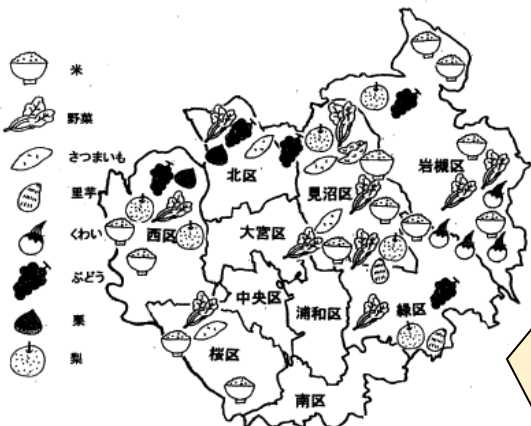 米
野菜
さつまいも
里芋
くわい
ぶどう
栗
梨
北区
見沼区
岩槻区
西区
大宮区
中央区
浦和区
緑区
桜区
南区